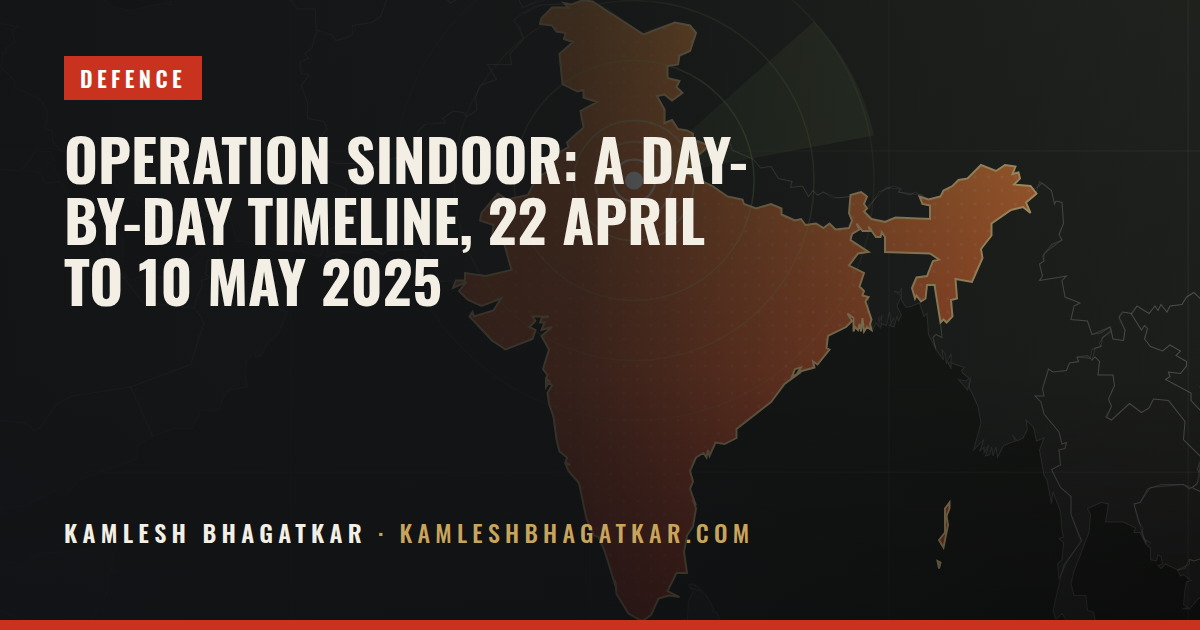 DEFENCE
OPERATION SINDOOR: A DAY-
BY-DAY TIMELINE, 22 APRIL
TO 10 MAY 2025
KAMLESH BHAGATKAR · KAMLESHBHAGATKAR.COM